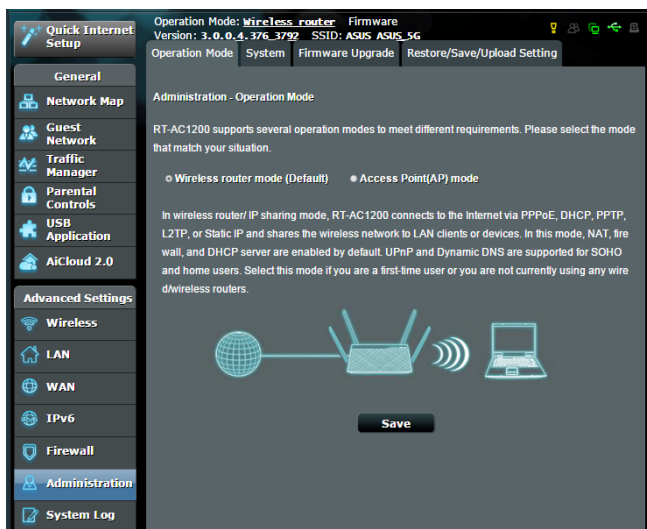 Quick Internet
Setup
Operation Mode: Wireless router Firmware
Version: 3.0.0.4.376_3792 SSID: ASUS ASUS_5G
Operation Mode System Firmware Upgrade Restore/Save/Upload Setting
General
Network Map
Guest
Network
Traffic
Manager
Parental
Controls
USB
Application
AiCloud 2.0
Advanced Settings
Wireless
LAN
WAN
IPv6
Firewall
Administration
System Log
Administration - Operation Mode
RT-AC1200 supports several operation modes to meet different requirements. Please select the mode
that match your situation.
Wireless router mode (Default) Access Point(AP) mode
In wireless router/ IP sharing mode, RT-AC1200 connects to the Internet via PPPoE, DHCP, PPTP,
L2TP, or Static IP and shares the wireless network to LAN clients or devices. In this mode, NAT, fire
wall, and DHCP server are enabled by default. UPnP and Dynamic DNS are supported for SOHO
and home users. Select this mode if you are a first-time user or you are not currently using any wire
d/wireless routers.
Save